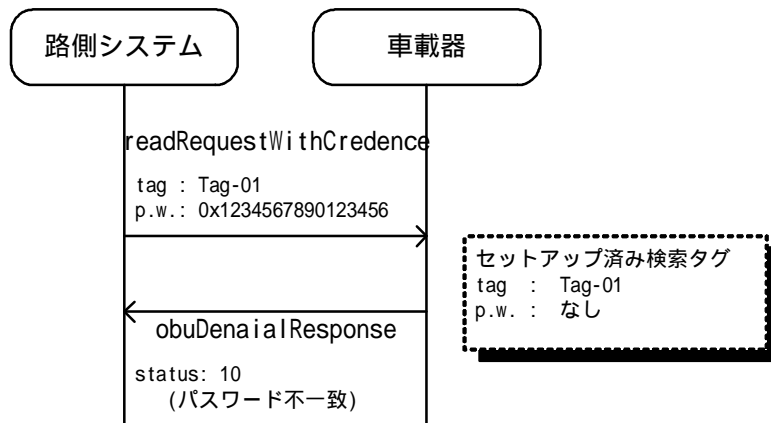 路側システム
車載器
readRequestWithCredence
tag : Tag-01
p.w.: 0x1234567890123456
セットアップ済み検索タグ
tag : Tag-01
p.w. : なし
obuDenaialResponse
status: 10
(パスワード不一致)